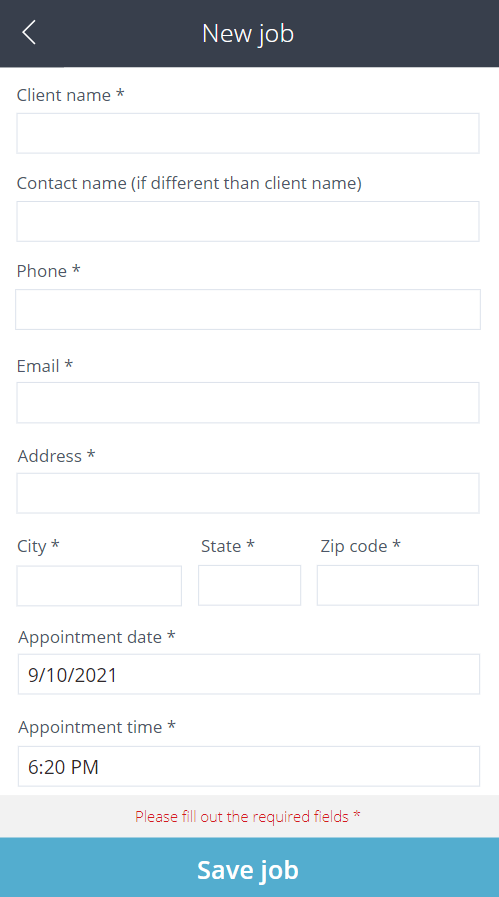 New job
Client name *
Contact name (if different than client name)
Phone *
Email *
Address *
City * State * Zip code *
Appointment date *
9/10/2021
Appointment time *
6:20 PM
Please fill out the required fields *
Save job